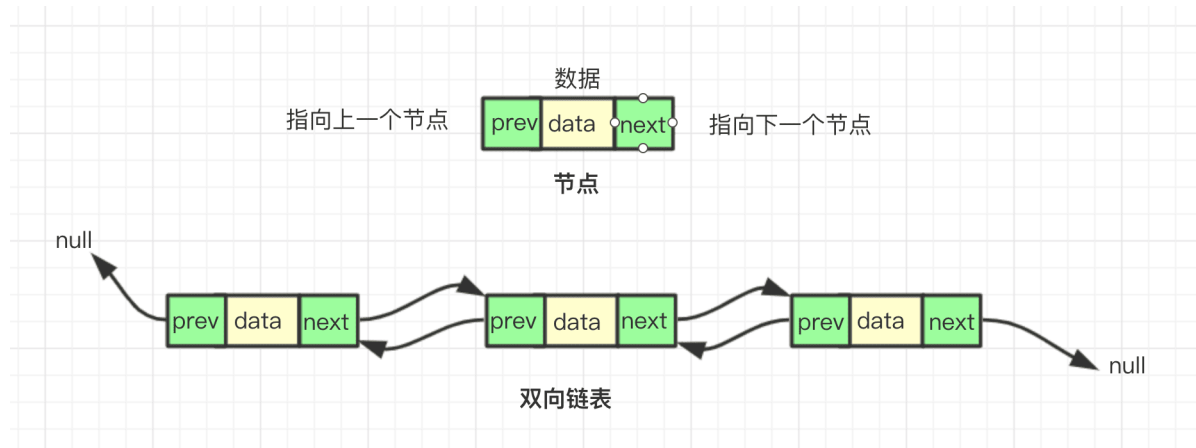 数据
指向上一个节点 prev data next 指向下一个节点
节点
null
prev data next prev data next prev data next
null
双向链表